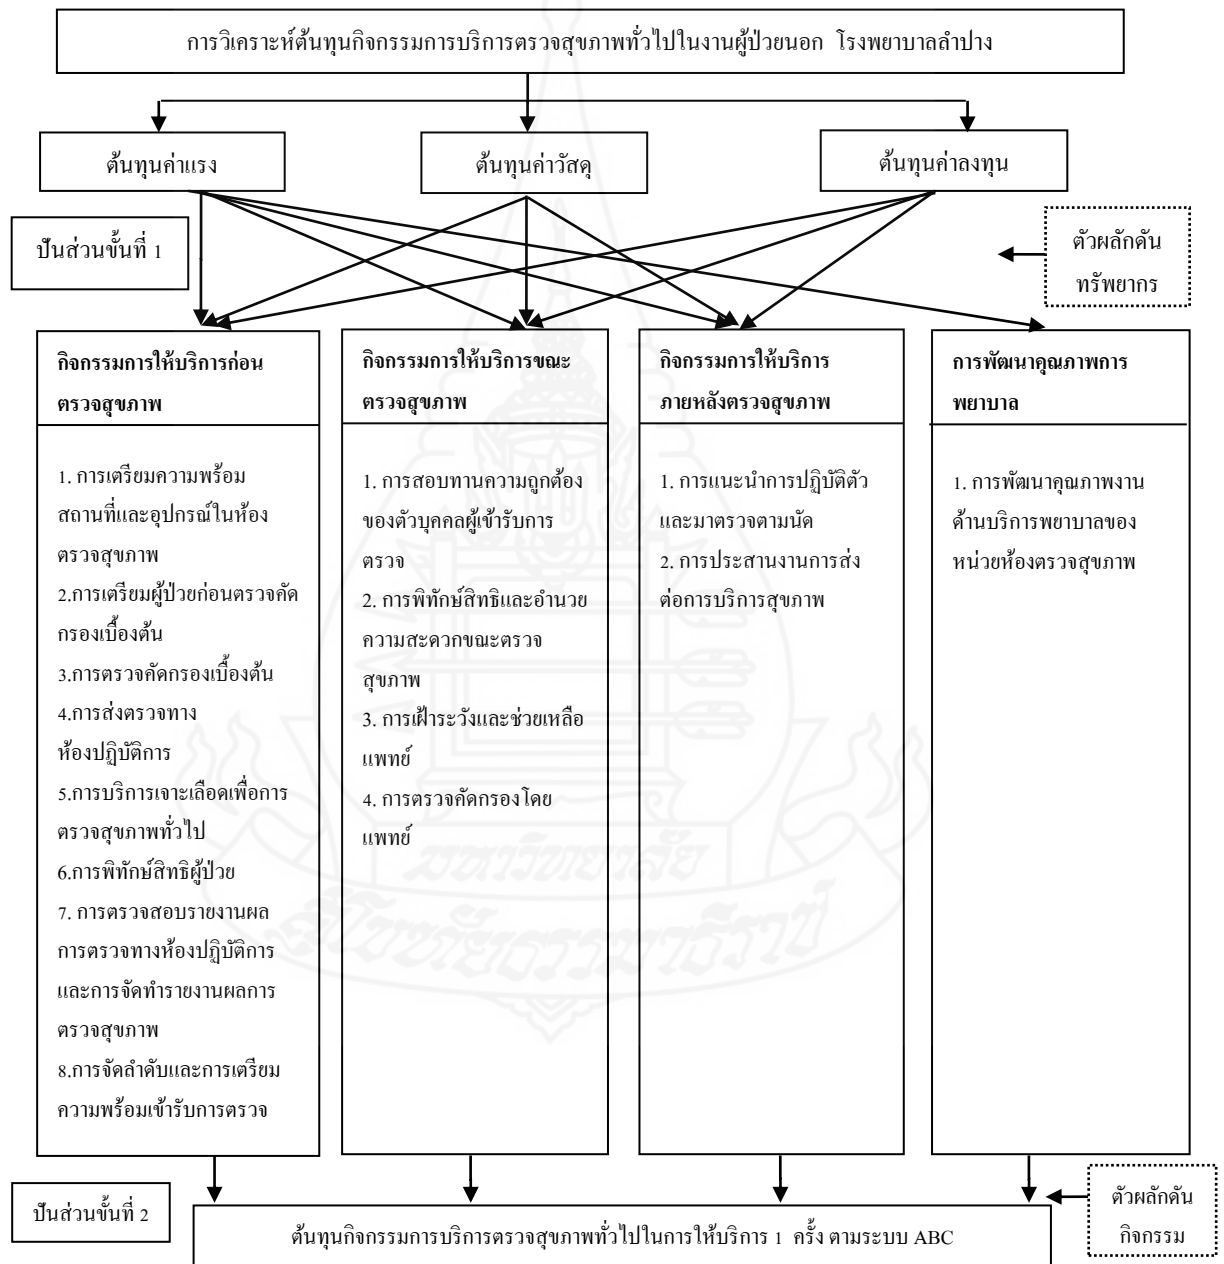 การวิเคราะห์ต้นทุนกิจกรรมการบริการตรวจสุขภาพทั่วไปในงานผู้ป่วยนอก โรงพยาบาลลำปาง
ต้นทุนค่าแรง
ต้นทุนค่าวัสดุ
ต้นทุนค่าลงทุน
ปันส่วนขั้นที่ 1
ตัวผลักดัน
ทรัพยากร
กิจกรรมการให้บริการก่อน
ตรวจสุขภาพ
1. การเตรียมความพร้อม
สถานที่และอุปกรณ์ในห้อง
ตรวจสุขภาพ
2.การเตรียมผู้ป่วยก่อนตรวจคัด
กรองเบื้องต้น
3.การตรวจคัดกรองเบื้องต้น
4.การส่งตรวจทาง
ห้องปฏิบัติการ
5.การบริการเจาะเลือดเพื่อการ
ตรวจสุขภาพทั่วไป
6.การพิทักษ์สิทธิผู้ป่วย
7. การตรวจสอบรายงานผล
การตรวจทางห้องปฏิบัติการ
และการจัดทำรายงานผลการ
ตรวจสุขภาพ
8.การจัดลำดับและการเตรียม
ความพร้อมเข้ารับการตรวจ
กิจกรรมการให้บริการขณะ
ตรวจสุขภาพ
1. การสอบทานความถูกต้อง
ของตัวบุคคลผู้เข้ารับการ
ตรวจ
2. การพิทักษ์สิทธิและอำนวย
ความสะดวกขณะตรวจ
สุขภาพ
3. การเฝ้าระวังและช่วยเหลือ
แพทย์
4. การตรวจคัดกรองโดย
แพทย์
กิจกรรมการให้บริการ
ภายหลังตรวจสุขภาพ
1. การแนะนำการปฏิบัติตัว
และมาตรวจตามนัด
2. การประสานงานการส่ง
ต่อการบริการสุขภาพ
การพัฒนาคุณภาพการ
พยาบาล
1. การพัฒนาคุณภาพงาน
ด้านบริการพยาบาลของ
หน่วยห้องตรวจสุขภาพ
มหาวิทยาลัย
สุโขทัยธรรมาธิราช
ปันส่วนขั้นที่ 2
ต้นทุนกิจกรรมการบริการตรวจสุขภาพทั่วไปในการให้บริการ 1 ครั้ง ตามระบบ ABC
ตัวผลักดัน
กิจกรรม